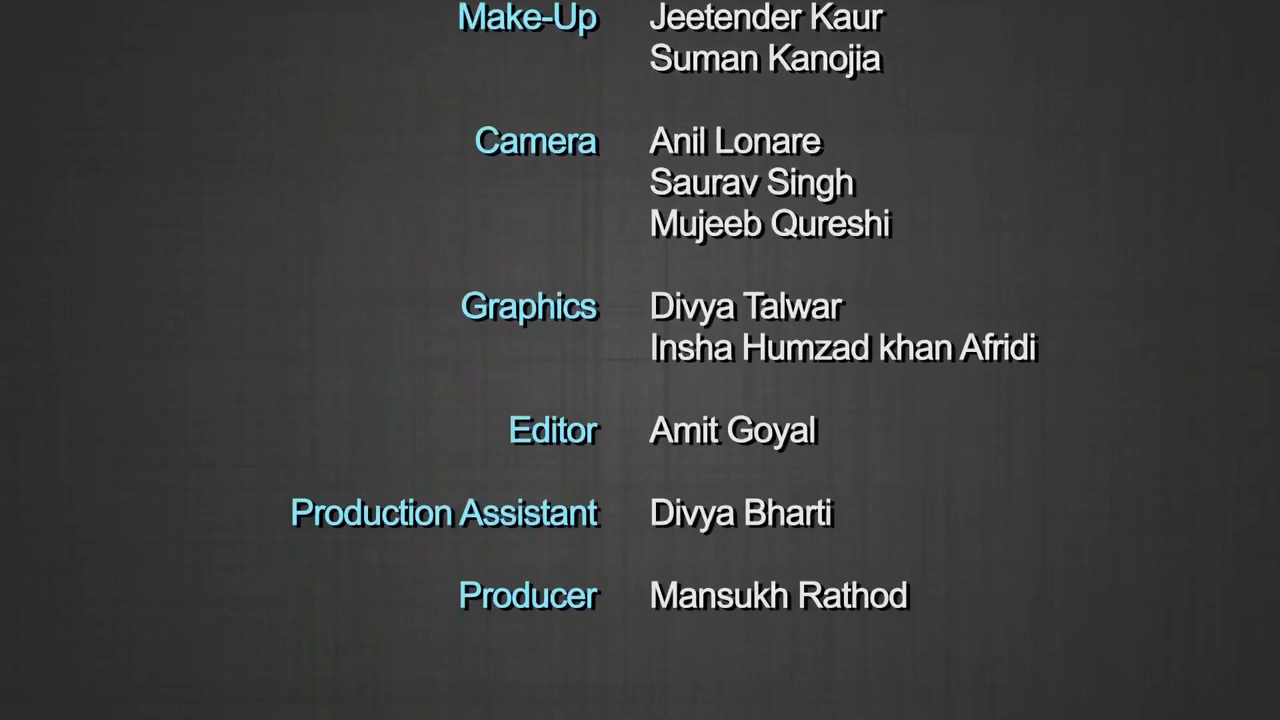 Make-Up Jeetender Kaur
Suman Kanojia
Camera Anil Lonare
Saurav Singh
Mujeeb Qureshi
Graphics Divya Talwar
Insha Humzad khan Afridi
Editor Amit Goyal
Production Assistant Divya Bharti
Producer Mansukh Rathod